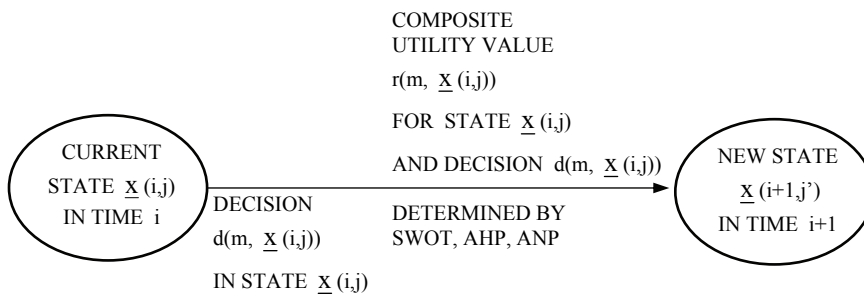 CURRENT
STATE x (i,j)
IN TIME i
DECISION
d(m, x (i,j))
IN STATE x (i,j)
COMPOSITE
UTILITY VALUE
r(m, x (i,j))
FOR STATE x (i,j)
AND DECISION d(m, x (i,j))
DETERMINED BY
SWOT, AHP, ANP
NEW STATE
x (i+1,j’)
IN TIME i+1